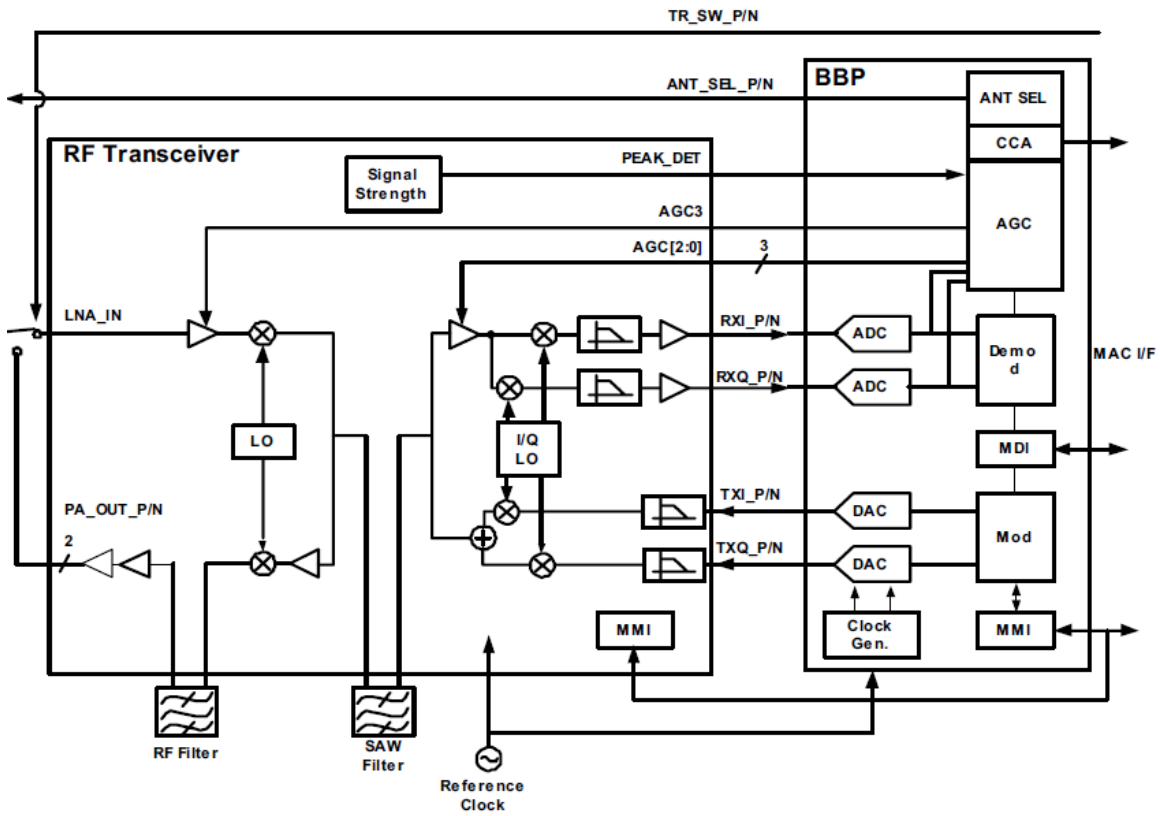 TR_SW_P/N
BBP
ANT_SEL_P/N
ANT SEL
CCA
RF Transceiver
PEAK_DET
Signal
Strength
AGC3
AGC
AGC[2:0]
3
LNA_IN
RXI_P/N
ADC
Demo
d
MAC I/F
RXQ_P/N
ADC
LO
I/Q
LO
MDI
PA_OUT_P/N
2
TXI_P/N
DAC
Mod
TXQ_P/N
DAC
MMI
Clock
Gen.
MMI
RF Filter
SAW
Filter
Reference
Clock